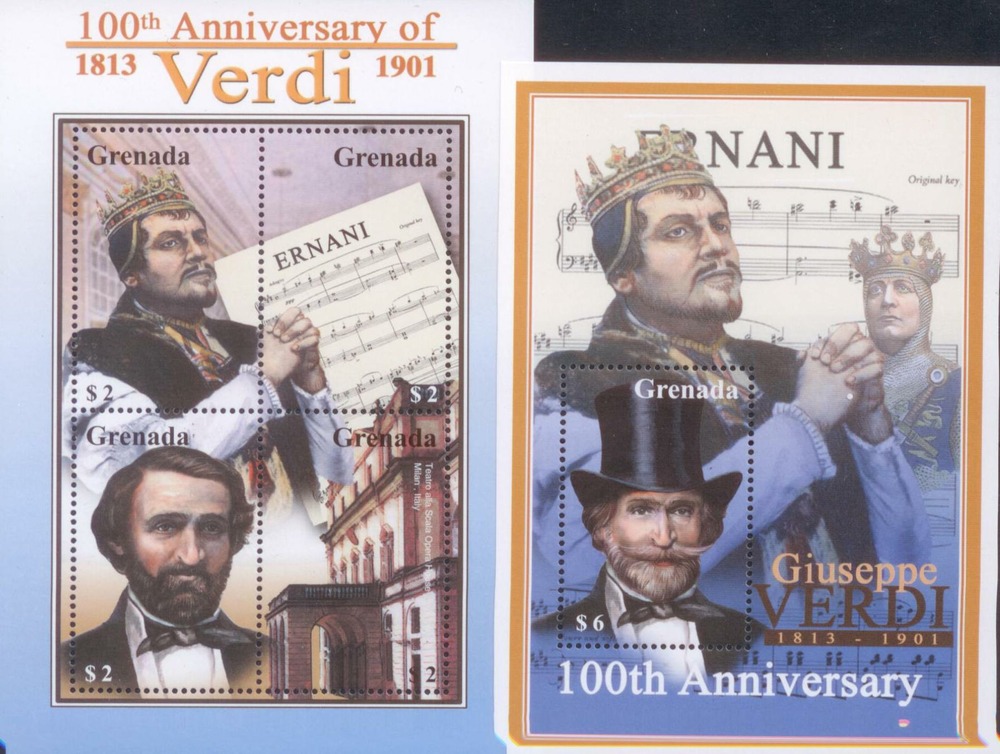 100th Anniversary of
1813 Verdi 1901
Grenada
Grenada
ERNANI
Original key
$2
$2
Grenada
Grenada
Teatro alla Scala Opera House
Milan, Italy
$2
$2
ERNANI
Original key
Grenada
$6
Giuseppe
VERDI
1813 - 1901
100th Anniversary